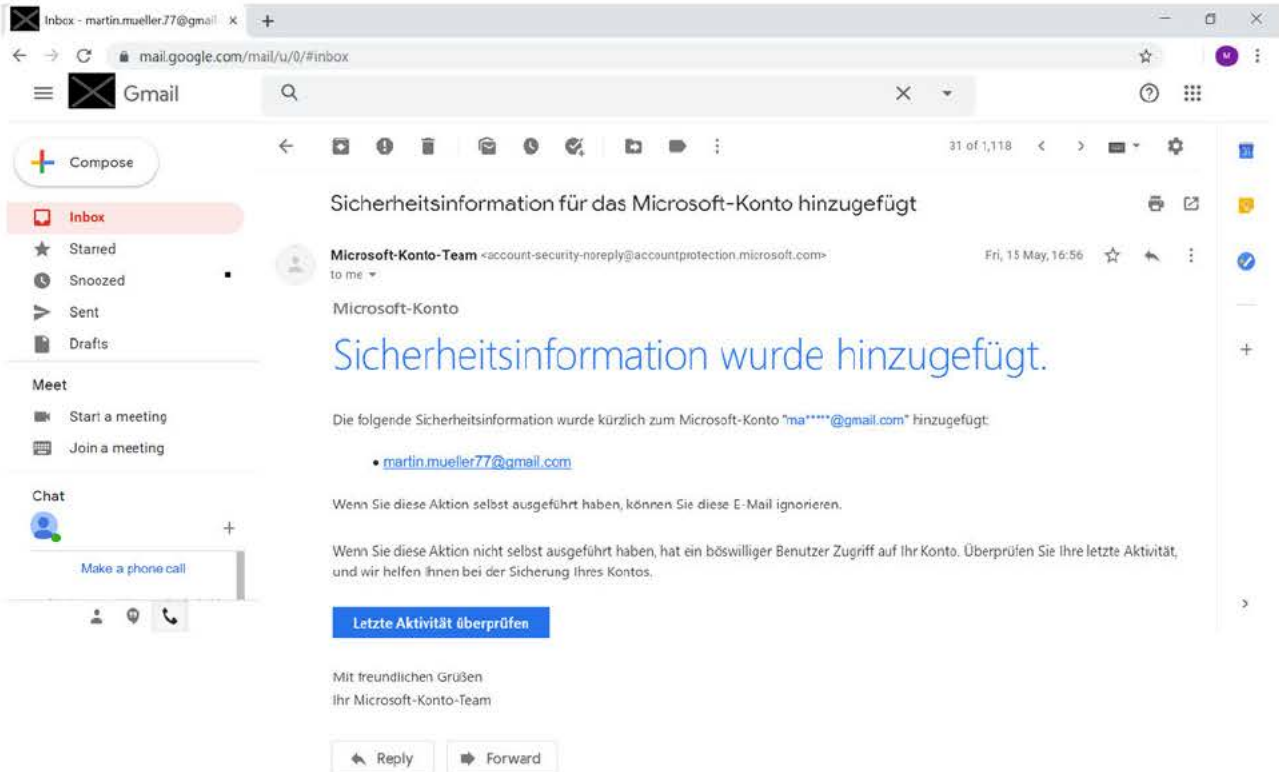 Inbox - martin.mueller.77@gmail
mail.google.com/mail/u/0/#inbox
M
Gmail
Compose
31 of 1,118
31
Inbox
Starred
Snoozed
Sent
Drafts
Meet
Start a meeting
Join a meeting
Chat
Make a phone call
Sicherheitsinformation für das Microsoft-Konto hinzugefügt
Microsoft-Konto-Team <account-security-noreply@accountprotection.microsoft.com>
Fri, 15 May, 16:56
to me
Microsoft-Konto
Sicherheitsinformation wurde hinzugefügt.
Die folgende Sicherheitsinformation wurde kürzlich zum Microsoft-Konto "ma*****@gmail.com" hinzugefügt:
• martin.mueller77@gmail.com
Wenn Sie diese Aktion selbst ausgeführt haben, können Sie diese E-Mail ignorieren.
Wenn Sie diese Aktion nicht selbst ausgeführt haben, hat ein böswilliger Benutzer Zugriff auf Ihr Konto. Überprüfen Sie Ihre letzte Aktivität,
und wir helfen Ihnen bei der Sicherung Ihres Kontos.
Letzte Aktivität überprüfen
Mit freundlichen Grüßen
Ihr Microsoft-Konto-Team
Reply
Forward